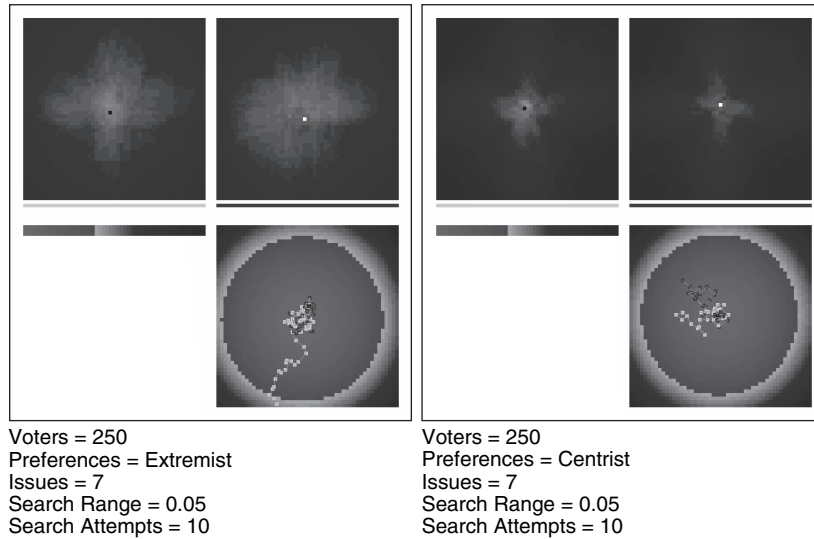 Voters = 250
Preferences = Extremist
Issues = 7
Search Range = 0.05
Search Attempts = 10
Voters = 250
Preferences = Centrist
Issues = 7
Search Range = 0.05
Search Attempts = 10